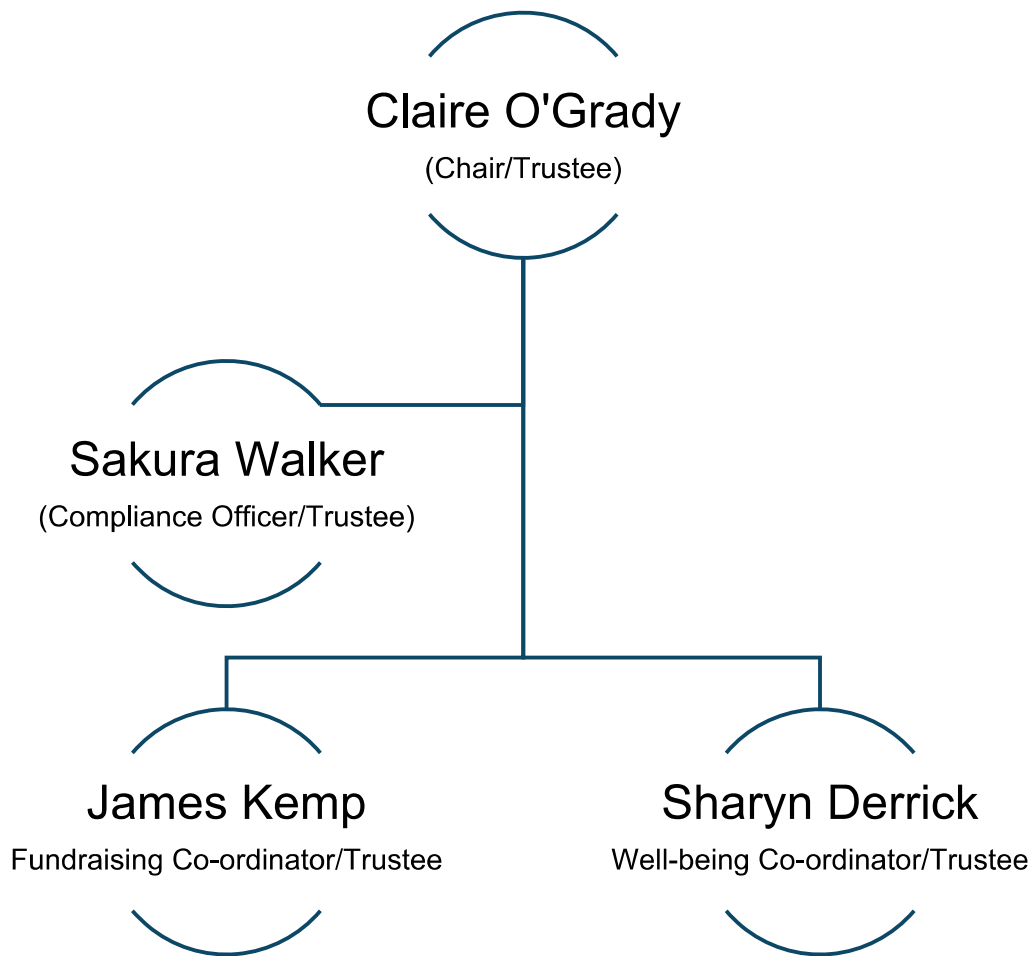 Claire O'Grady
(Chair/Trustee)
Sakura Walker
(Compliance Officer/Trustee)
James Kemp
Fundraising Co-ordinator/Trustee
Sharyn Derrick
Well-being Co-ordinator/Trustee